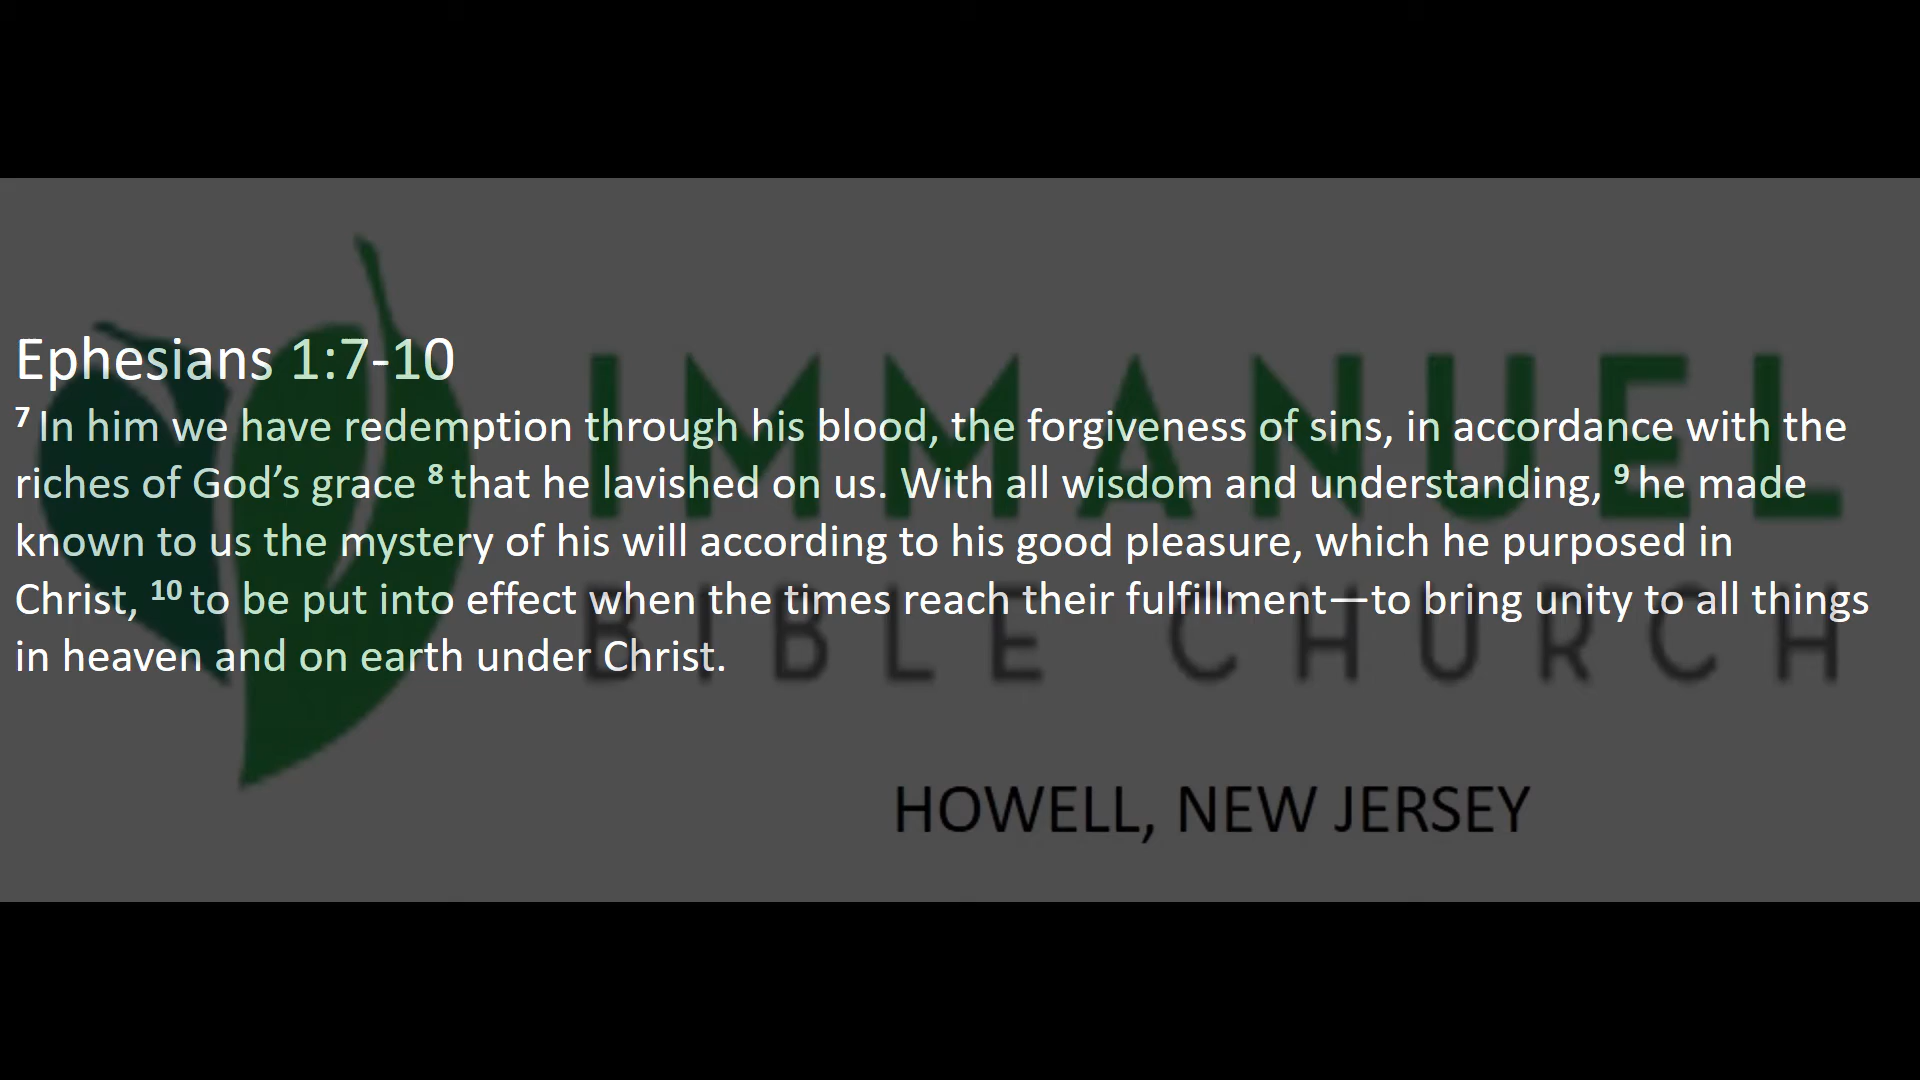 Ephesians 1:7-10
⁷ In him we have redemption through his blood, the forgiveness of sins, in accordance with the
riches of God’s grace ⁸ that he lavished on us. With all wisdom and understanding, ⁹ he made
known to us the mystery of his will according to his good pleasure, which he purposed in
Christ, ¹⁰ to be put into effect when the times reach their fulfillment—to bring unity to all things
in heaven and on earth under Christ.
IMMANUEL
BIBLE CHURCH
HOWELL, NEW JERSEY